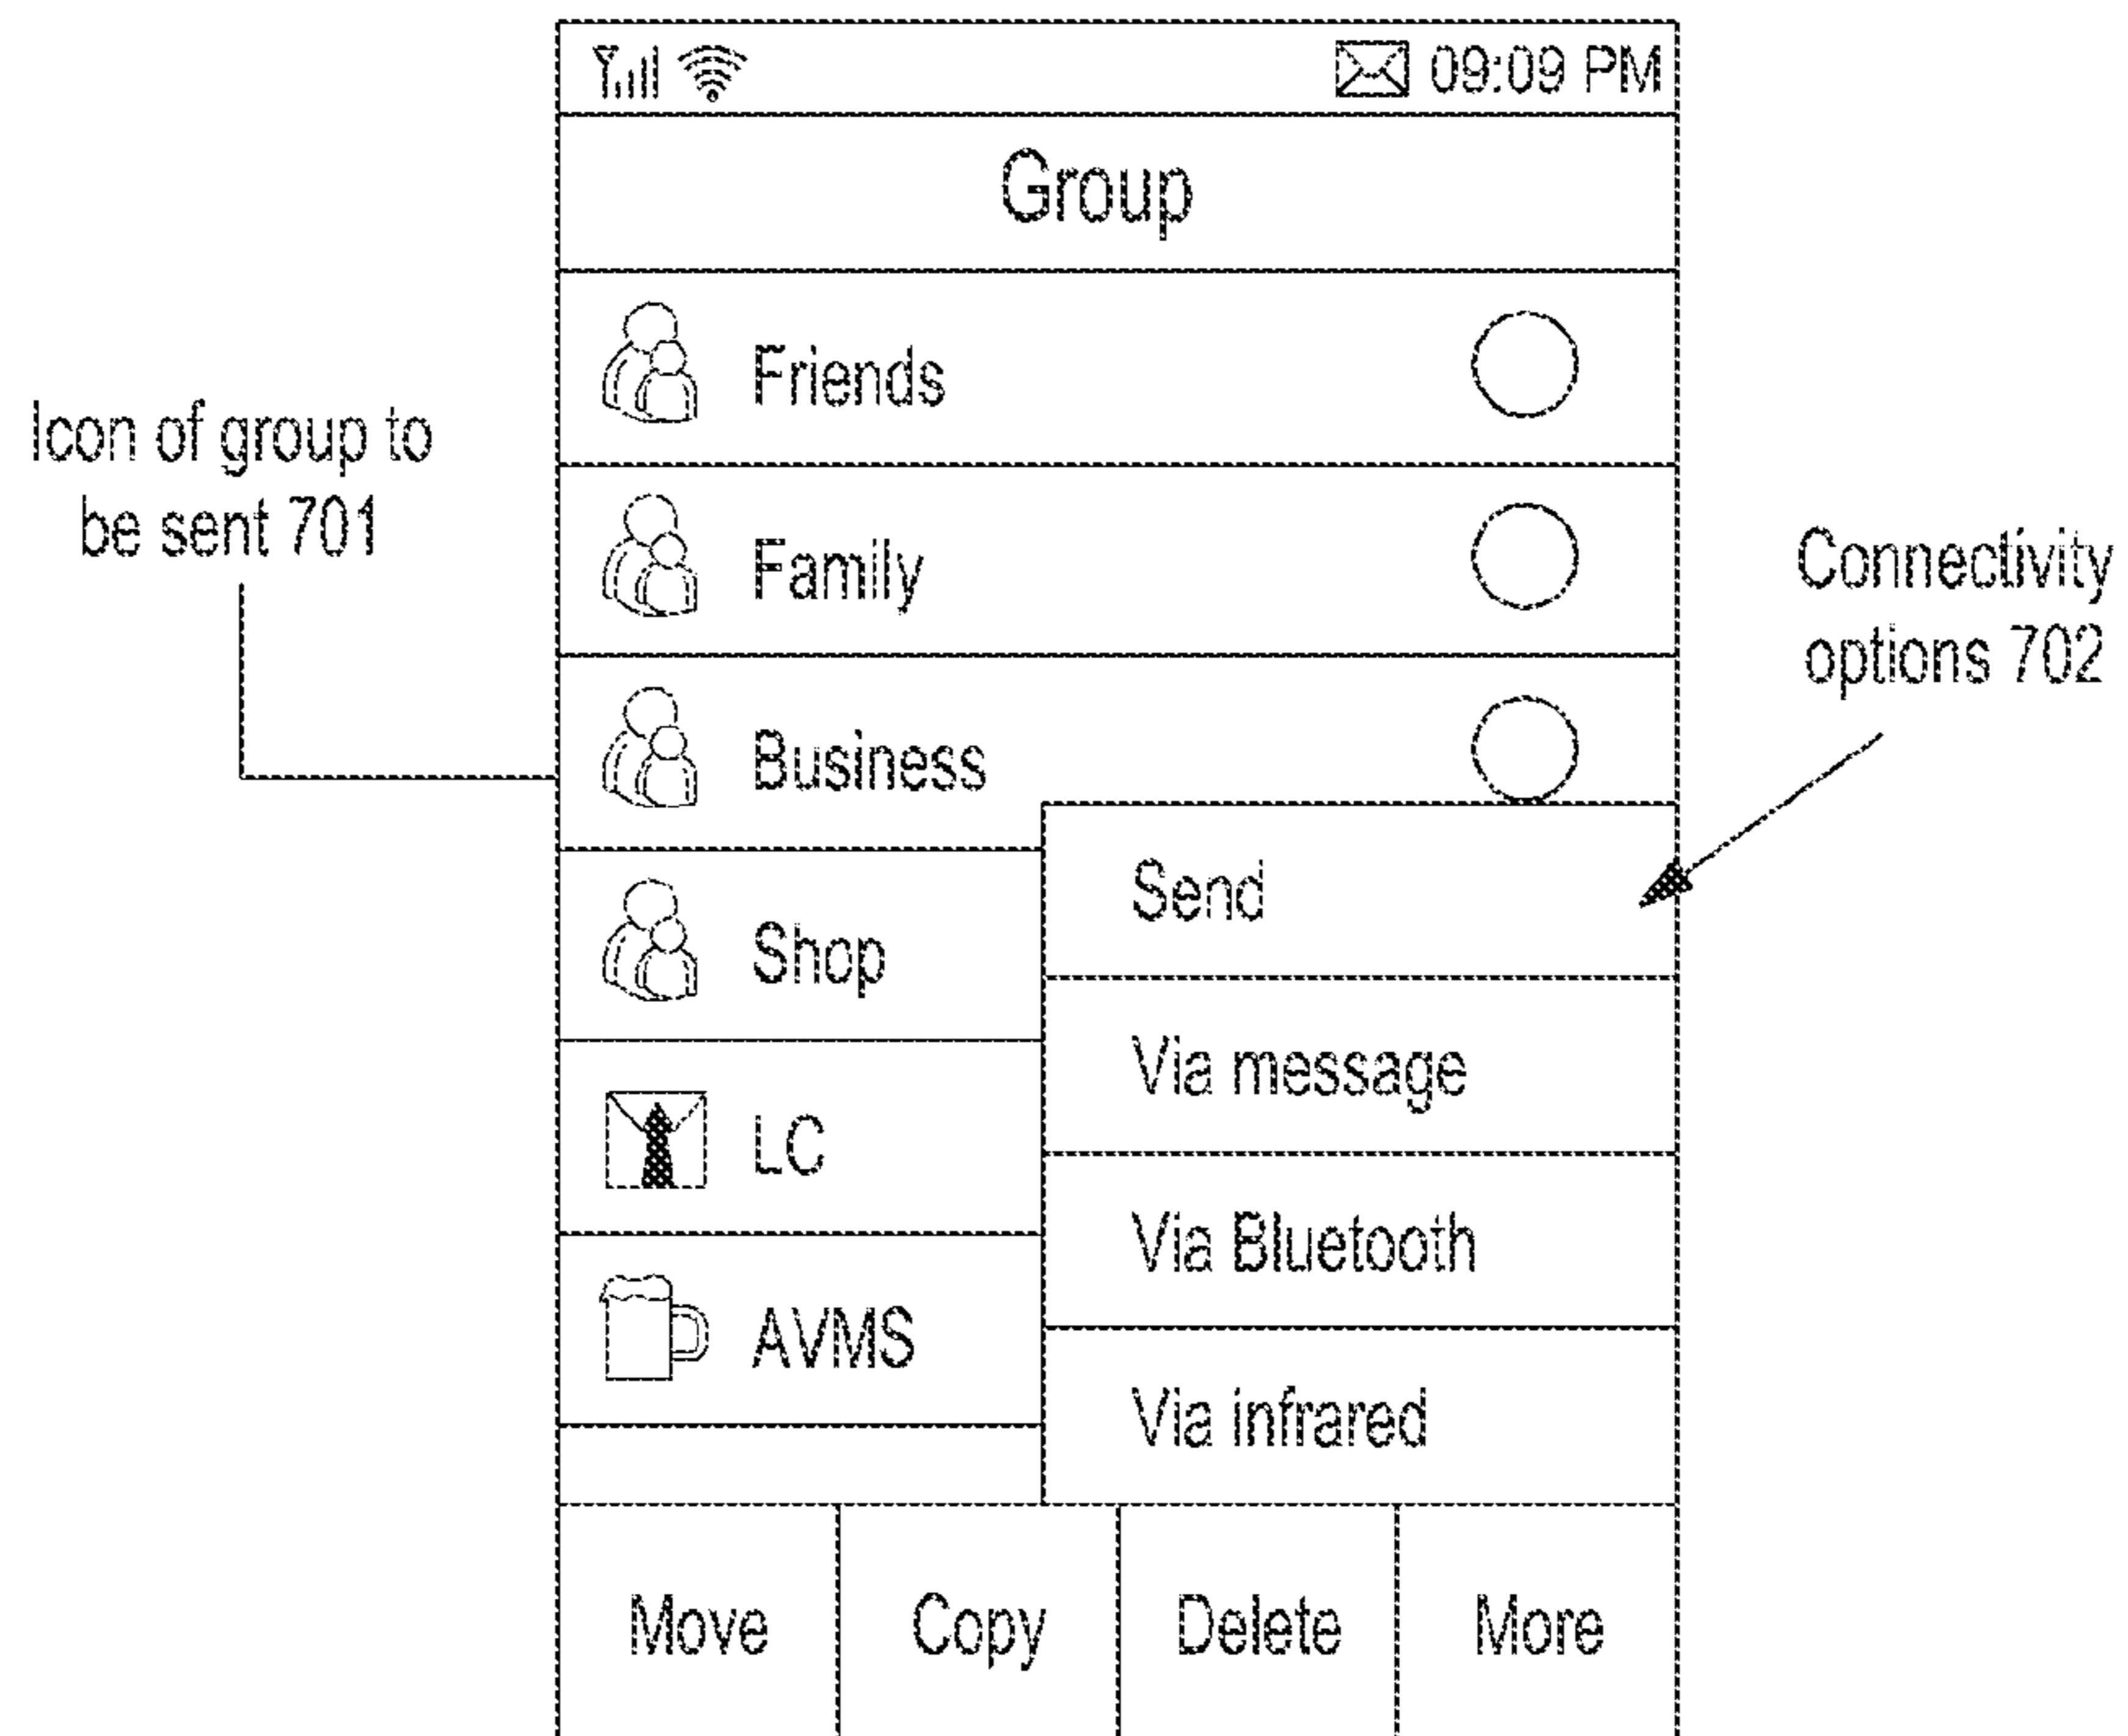 09:09 PM
Group
Friends
Icon of group to
be sent 701
Family
Connectivity
options 702
Business
Send
Shop
Via message
LC
Via Bluetooth
AVMS
Via infrared
Move Copy Delete More